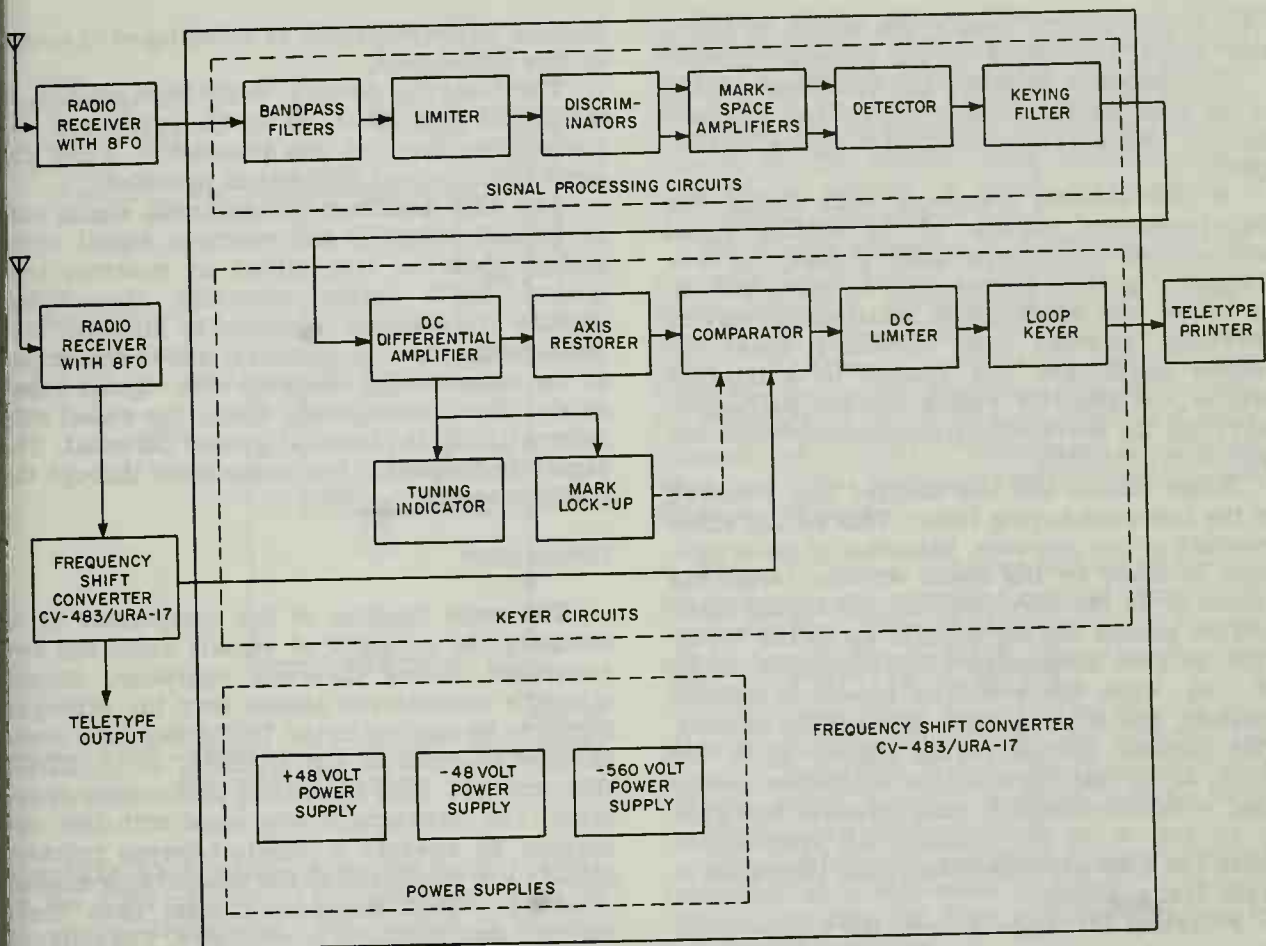 RADIO
RECEIVER
WITH 8FO
BANDPASS
FILTERS
LIMITER
DISCRIM-
INATORS
MARK-
SPACE
AMPLIFIERS
DETECTOR
KEYING
FILTER
SIGNAL PROCESSING CIRCUITS
RADIO
RECEIVER
WITH 8FO
DC
DIFFERENTIAL
AMPLIFIER
AXIS
RESTORER
COMPARATOR
DC
LIMITER
LOOP
KEYER
TELETYPE
PRINTER
TUNING
INDICATOR
MARK
LOCK-UP
FREQUENCY
SHIFT
CONVERTER
CV-483/URA-17
KEYER CIRCUITS
TELETYPE
OUTPUT
+48 VOLT
POWER
SUPPLY
-48 VOLT
POWER
SUPPLY
-560 VOLT
POWER
SUPPLY
POWER SUPPLIES
FREQUENCY SHIFT CONVERTER
CV-483/URA-17